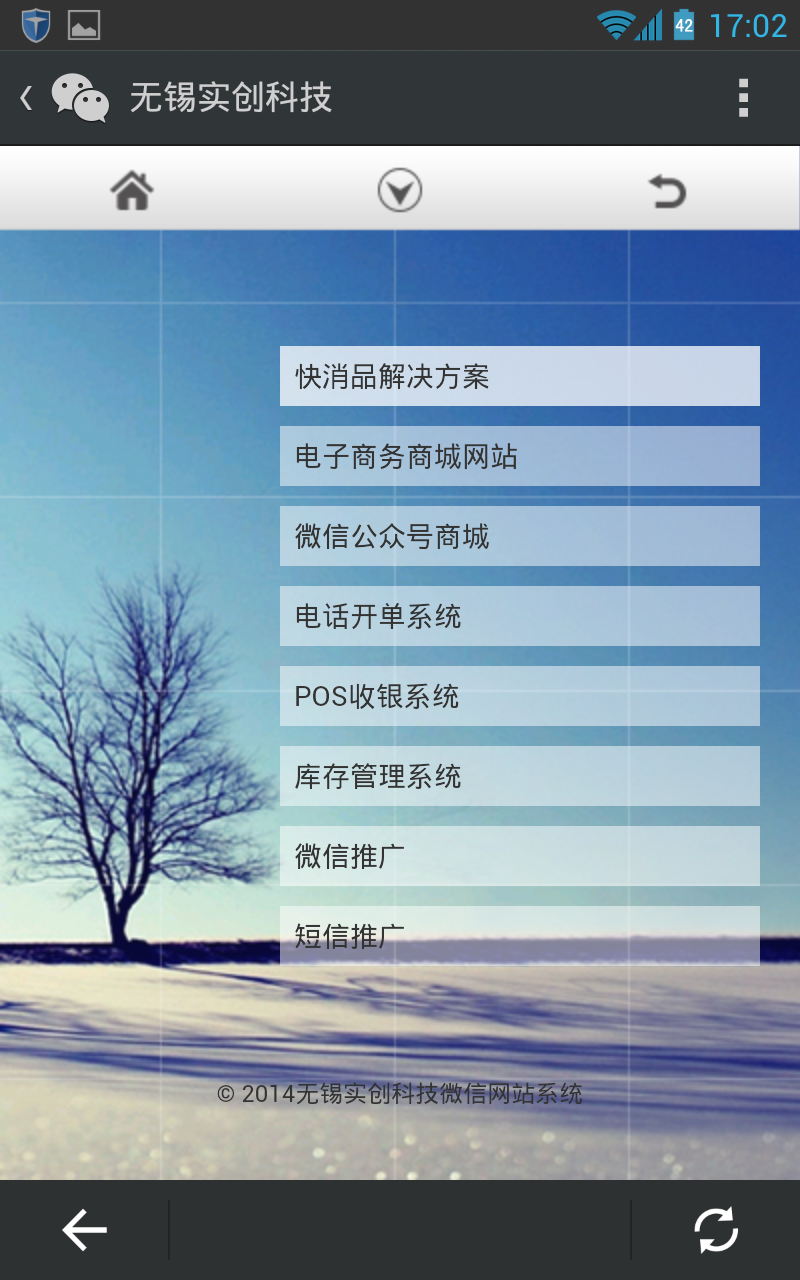 42 17:02
无锡实创科技
快消品解决方案
电子商务商城网站
微信公众号商城
电话开单系统
POS收银系统
库存管理系统
微信推广
短信推广
© 2014无锡实创科技微信网站系统